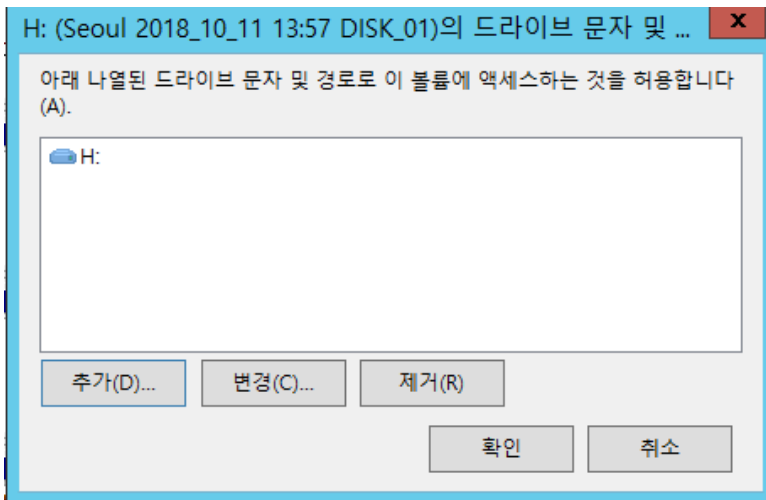 H: (Seoul 2018_10_11 13:57 DISK_01)의 드라이브 문자 및 ...
x
아래 나열된 드라이브 문자 및 경로로 이 볼륨에 액세스하는 것을 허용합니다
(A).
H:
추가(D)... 변경(C)... 제거(R)
확인 취소